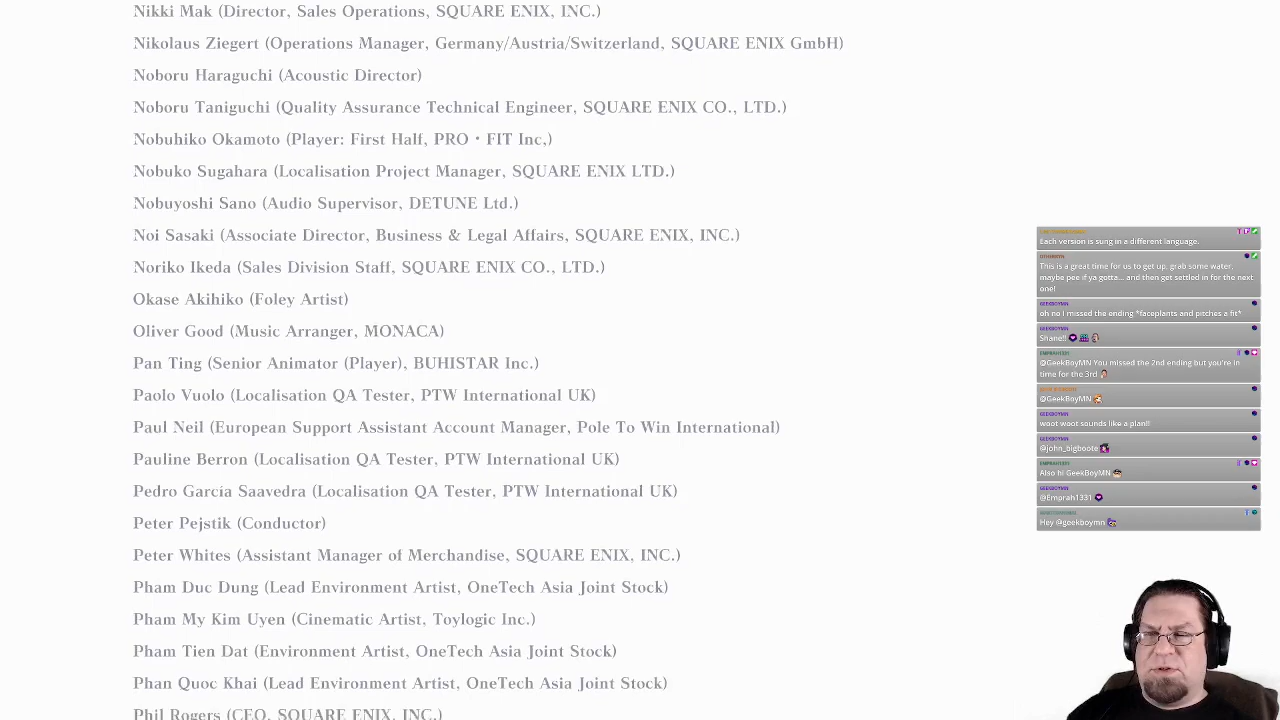 Nikki Mak (Director, Sales Operations, SQUARE ENIX, INC.)
Nikolaus Ziegert (Operations Manager, Germany/Austria/Switzerland, SQUARE ENIX GmbH)
Noboru Haraguchi (Acoustic Director)
Noboru Taniguchi (Quality Assurance Technical Engineer, SQUARE ENIX CO., LTD.)
Nobuhiko Okamoto (Player: First Half, PRO・FIT Inc,)
Nobuko Sugahara (Localisation Project Manager, SQUARE ENIX LTD.)
Nobuyoshi Sano (Audio Supervisor, DETUNE Ltd.)
Noi Sasaki (Associate Director, Business & Legal Affairs, SQUARE ENIX, INC.)
Noriko Ikeda (Sales Division Staff, SQUARE ENIX CO., LTD.)
Okase Akihiko (Foley Artist)
Oliver Good (Music Arranger, MONACA)
Pan Ting (Senior Animator (Player), BUHISTAR Inc.)
Paolo Vuolo (Localisation QA Tester, PTW International UK)
Paul Neil (European Support Assistant Account Manager, Pole To Win International)
Pauline Berron (Localisation QA Tester, PTW International UK)
Pedro García Saavedra (Localisation QA Tester, PTW International UK)
Peter Pejstik (Conductor)
Peter Whites (Assistant Manager of Merchandise, SQUARE ENIX, INC.)
Pham Duc Dung (Lead Environment Artist, OneTech Asia Joint Stock)
Pham My Kim Uyen (Cinematic Artist, Toylogic Inc.)
Pham Tien Dat (Environment Artist, OneTech Asia Joint Stock)
Phan Quoc Khai (Lead Environment Artist, OneTech Asia Joint Stock)
Phil Rogers (CEO, SQUARE ENIX, INC.)
Each version is sung in a different language.
This is a great time for us to get up, grab some water,
maybe pee if ya gotta... and then get settled in for the next
one!
GEEKBOYMN
oh no I missed the ending *faceplants and pitches a fit*
GEEKBOYMN
Shane!!
EMPRAH1331
@GeekBoyMN You missed the 2nd ending but you're in
time for the 3rd
@GeekBoyMN
GEEKBOYMN
woot woot sounds like a plan!!
GEEKBOYMN
@john_bigboote
EMPRAH1331
Also hi GeekBoyMN
GEEKBOYMN
@Emprah1331
Hey @geekboymn